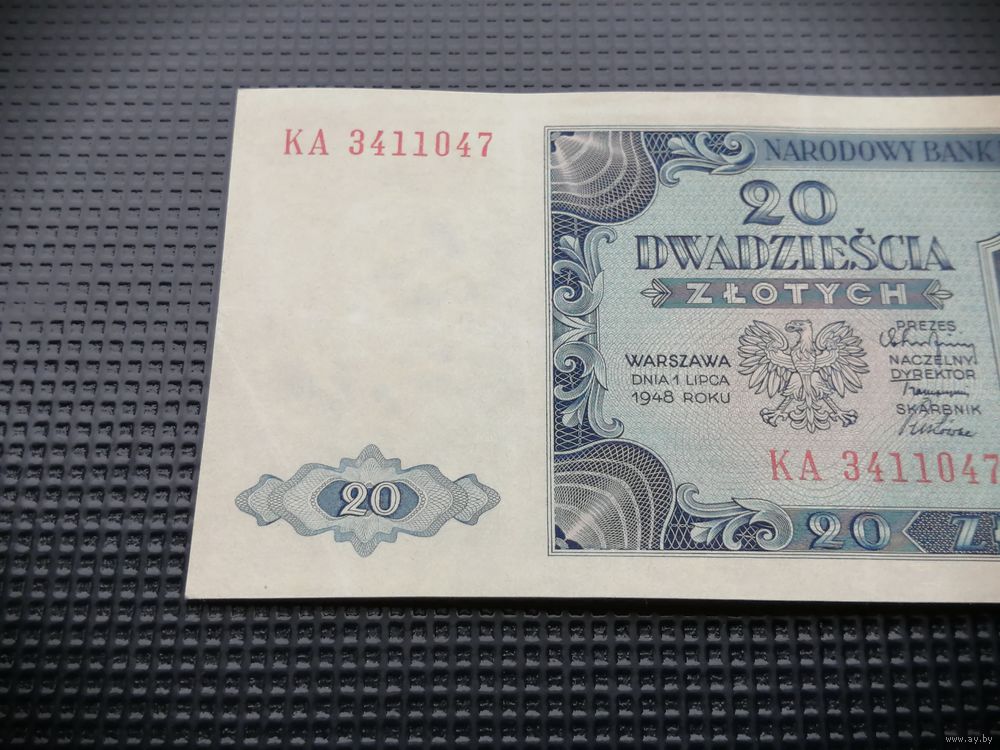 KA 3411047
NARODOWY BANK
20
DWADZIEŚCIA
ZŁOTYCH
WARSZAWA
DNIA 1 LIPCA
1948 ROKU
PREZES
NACZELNY
DYREKTOR
SKARBNIK
KA 3411047
20
20
www.ay.by